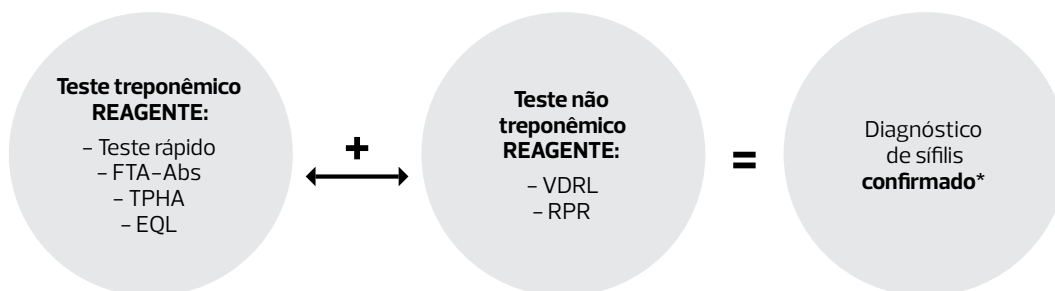 Teste treponêmico
REAGENTE:
– Teste rápido
– FTA-Abs
– TPHA
– EQL
+
Teste não
treponêmico
REAGENTE:
– VDRL
– RPR
=
Diagnóstico
de sífilis
confirmado*